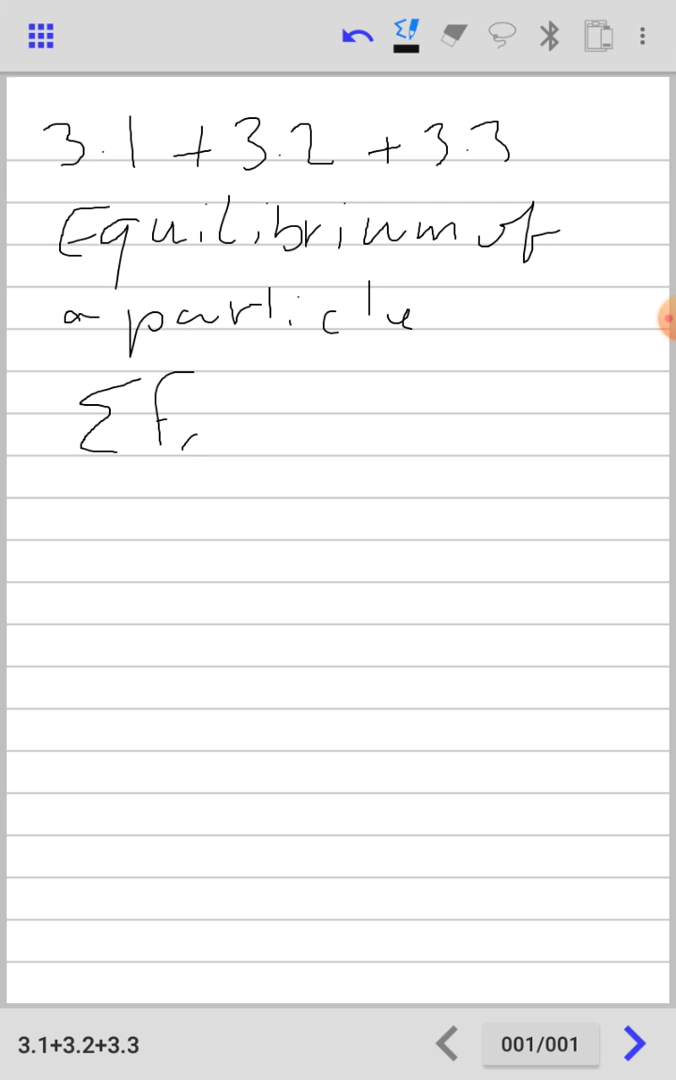 3.1 + 3.2 + 3.3
Equilibrium of
a particle
ΣF,
3.1+3.2+3.3
001/001